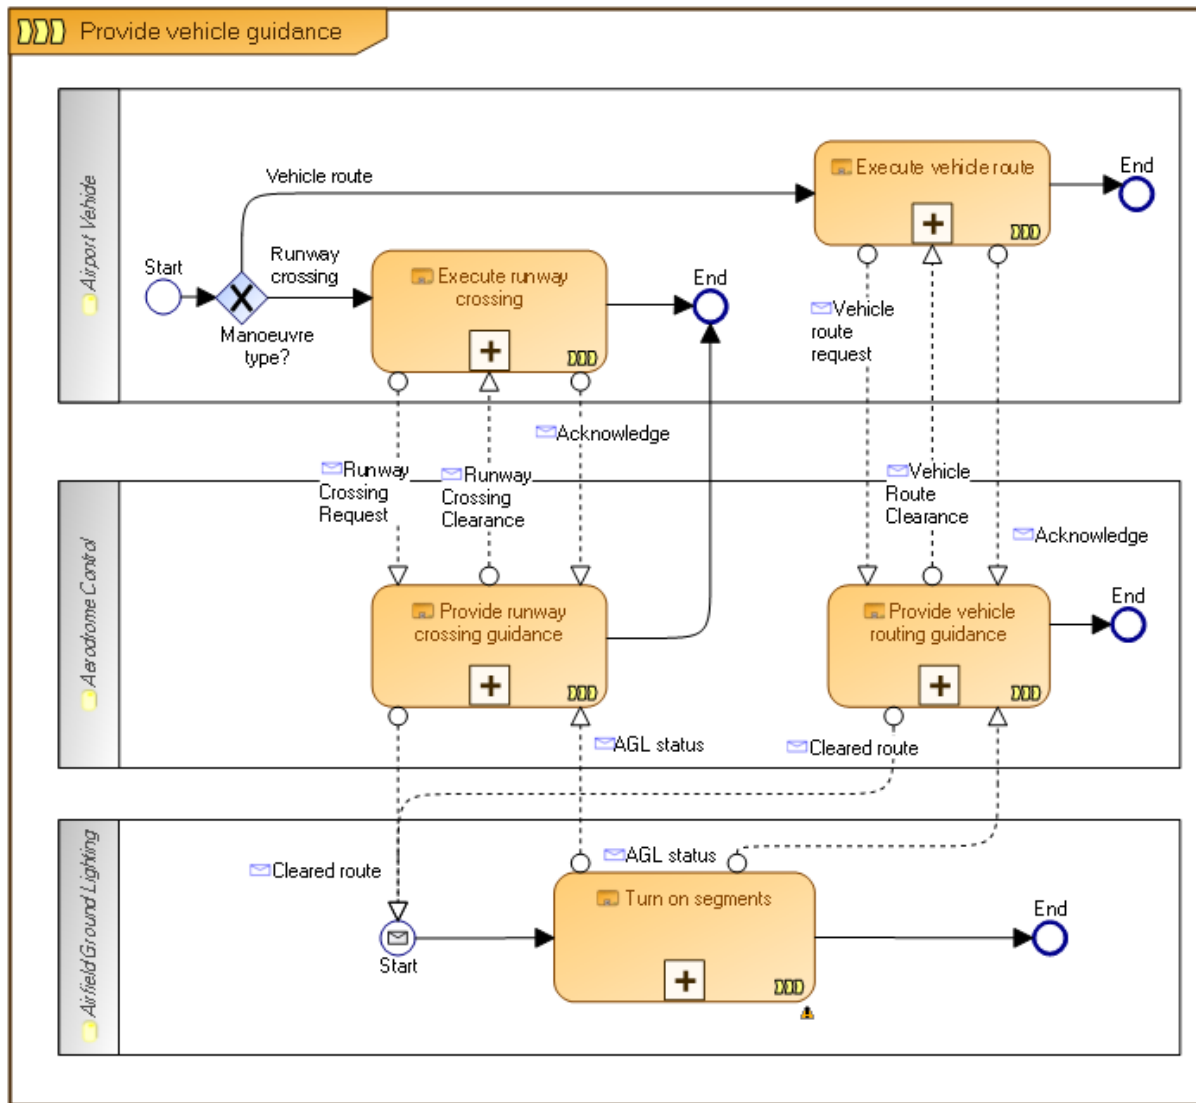 Provide vehicle guidance
Airport Vehicle
Vehicle route
Execute vehicle route
End
Start
Runway
crossing
Manoeuvre
type?
Execute runway
crossing
End
Vehicle
route
request
Acknowledge
Runway
Crossing
Request
Runway
Crossing
Clearance
Vehicle
Route
Clearance
Acknowledge
Aerodrome Control
Provide runway
crossing guidance
Provide vehicle
routing guidance
End
AGL status
Cleared route
Airfield Ground Lighting
Cleared route
AGL status
Start
Turn on segments
End